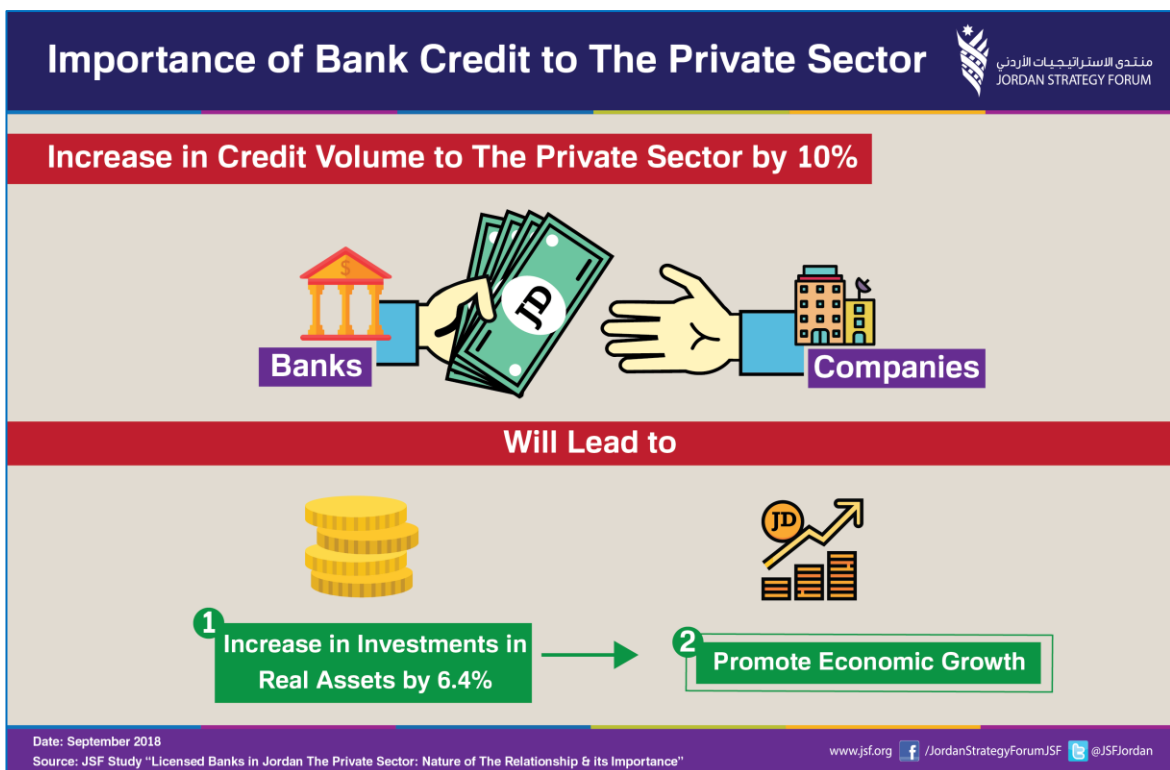 Importance of Bank Credit to The Private Sector
منتدى الاستراتيجيات الأردني
JORDAN STRATEGY FORUM
Increase in Credit Volume to The Private Sector by 10%
$
JD
Banks
Companies
Will Lead to
JD
1
Increase in Investments in
Real Assets by 6.4%
2
Promote Economic Growth
Date: September 2018
Source: JSF Study “Licensed Banks in Jordan The Private Sector: Nature of The Relationship & its Importance”
www.jsf.org f /JordanStrategyForumJSF @JSFJordan